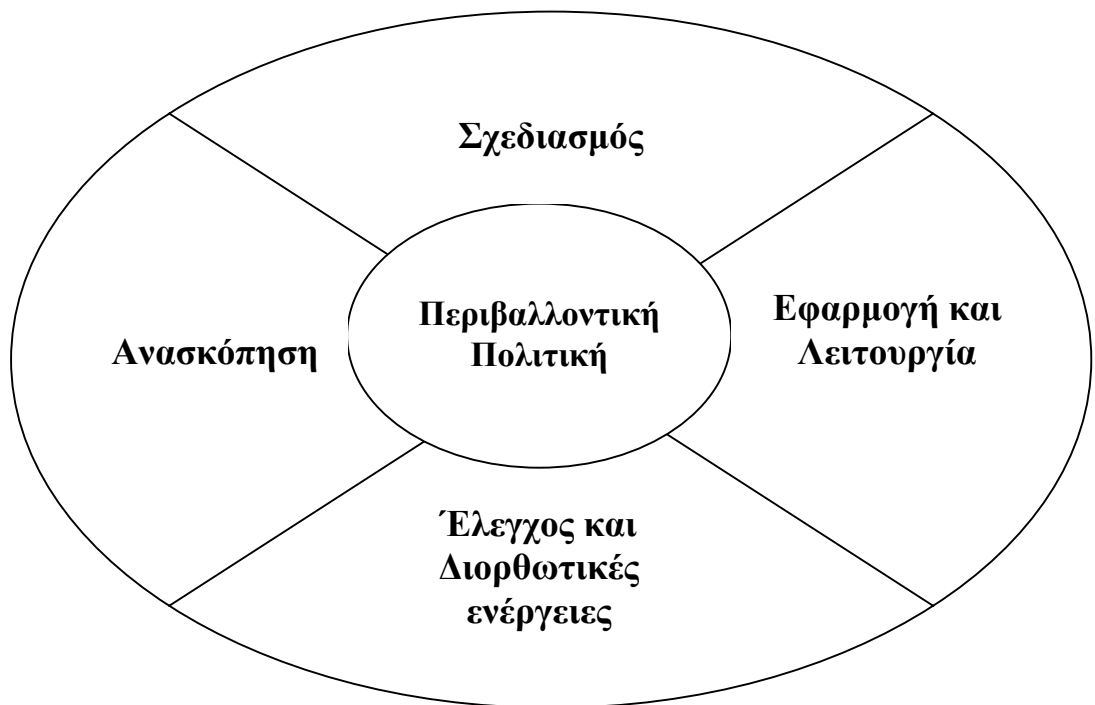 Σχεδιασμός
Περιβαλλοντική
Πολιτική
Εφαρμογή και
Λειτουργία
Ανασκόπηση
Έλεγχος και
Διορθωτικές
ενέργειες